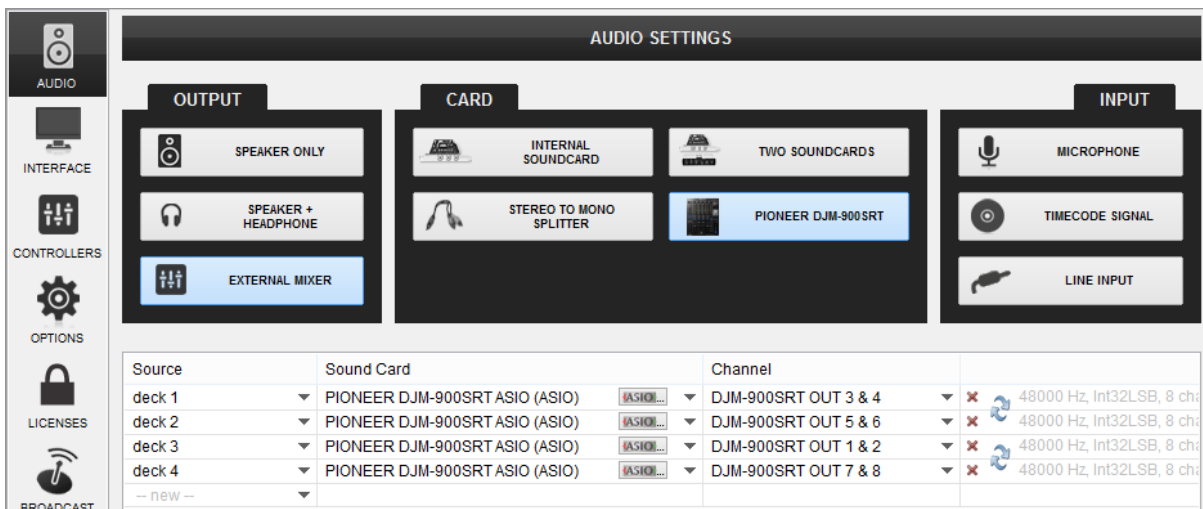 AUDIO SETTINGS
AUDIO
INTERFACE
CONTROLLERS
OPTIONS
LICENSES
BROADCAST
OUTPUT
SPEAKER ONLY
SPEAKER +
HEADPHONE
EXTERNAL MIXER
CARD
INTERNAL
SOUNDCARD
TWO SOUNDCARDS
STEREO TO MONO
SPLITTER
PIONEER DJM-900SRT
INPUT
MICROPHONE
TIMECODE SIGNAL
LINE INPUT
Source Sound Card Channel
deck 1 PIONEER DJM-900SRT ASIO (ASIO) ASIO... DJM-900SRT OUT 3 & 4 48000 Hz, Int32LSB, 8 cha
deck 2 PIONEER DJM-900SRT ASIO (ASIO) ASIO... DJM-900SRT OUT 5 & 6 48000 Hz, Int32LSB, 8 cha
deck 3 PIONEER DJM-900SRT ASIO (ASIO) ASIO... DJM-900SRT OUT 1 & 2 48000 Hz, Int32LSB, 8 cha
deck 4 PIONEER DJM-900SRT ASIO (ASIO) ASIO... DJM-900SRT OUT 7 & 8 48000 Hz, Int32LSB, 8 cha
-- new --